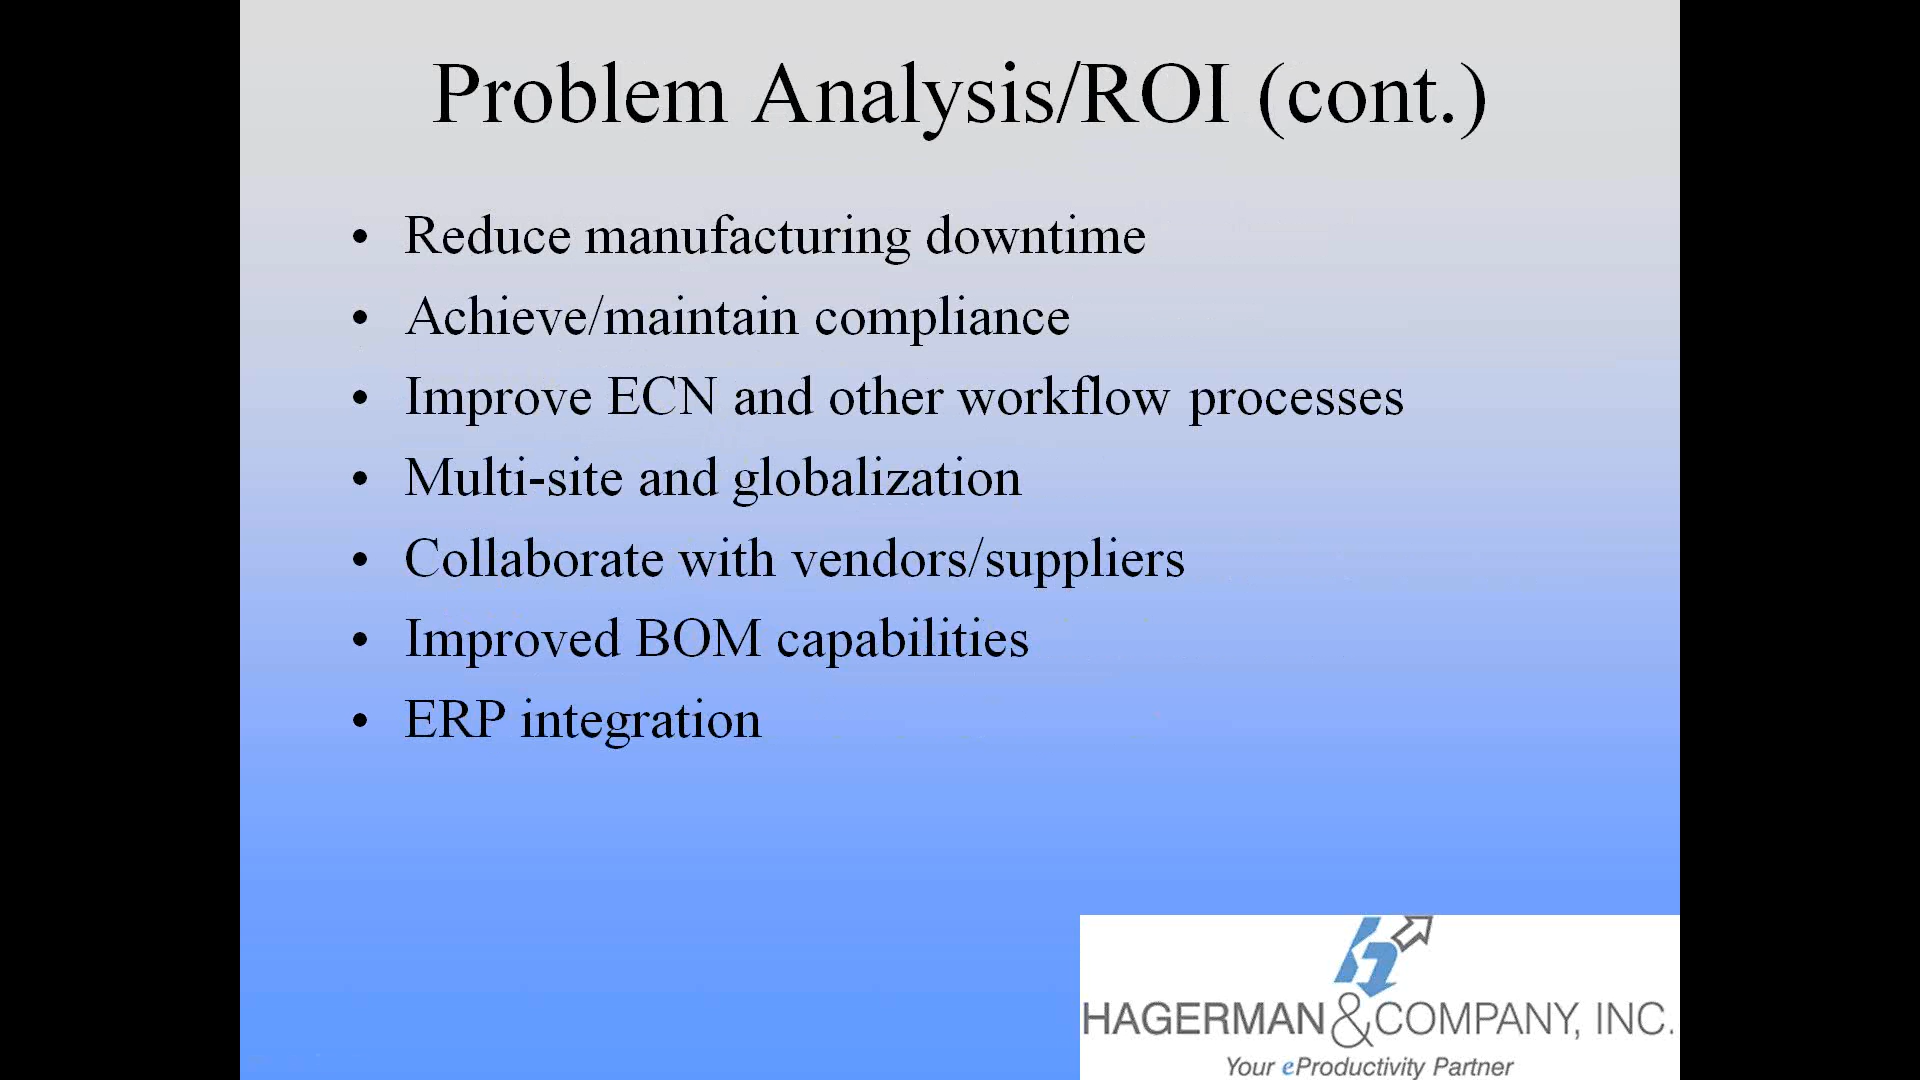 Problem Analysis/ROI (cont.)
• Reduce manufacturing downtime
• Achieve/maintain compliance
• Improve ECN and other workflow processes
• Multi-site and globalization
• Collaborate with vendors/suppliers
• Improved BOM capabilities
• ERP integration
HAGERMAN & COMPANY, INC.
Your eProductivity Partner